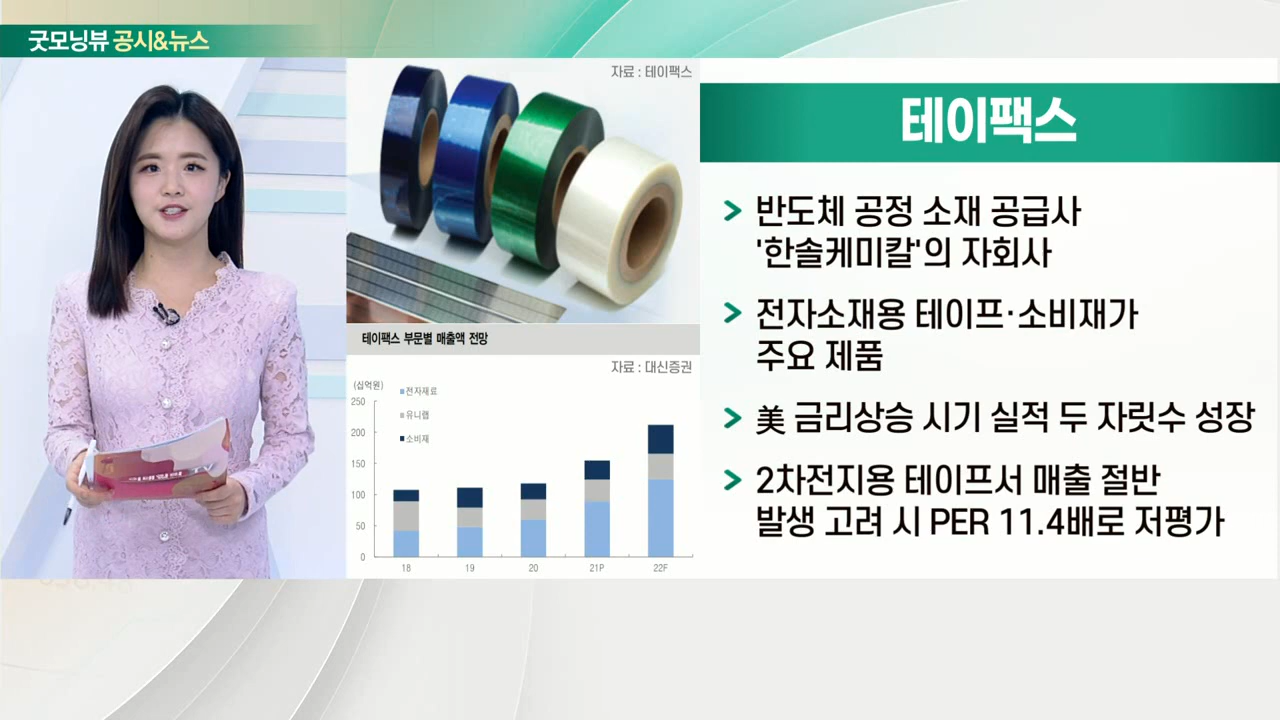 굿모닝뷰 공시&뉴스
자료 : 테이팩스
테이팩스 부문별 매출액 전망
자료 : 대신증권
(십억원)
전자재료
유니랩
소비재
250
200
150
100
50
0
18 19 20 21P 22F
테이팩스
> 반도체 공정 소재 공급사
'한솔케미칼'의 자회사
> 전자소재용 테이프·소비재가
주요 제품
> 美 금리상승 시기 실적 두 자릿수 성장
> 2차전지용 테이프서 매출 절반
발생 고려 시 PER 11.4배로 저평가